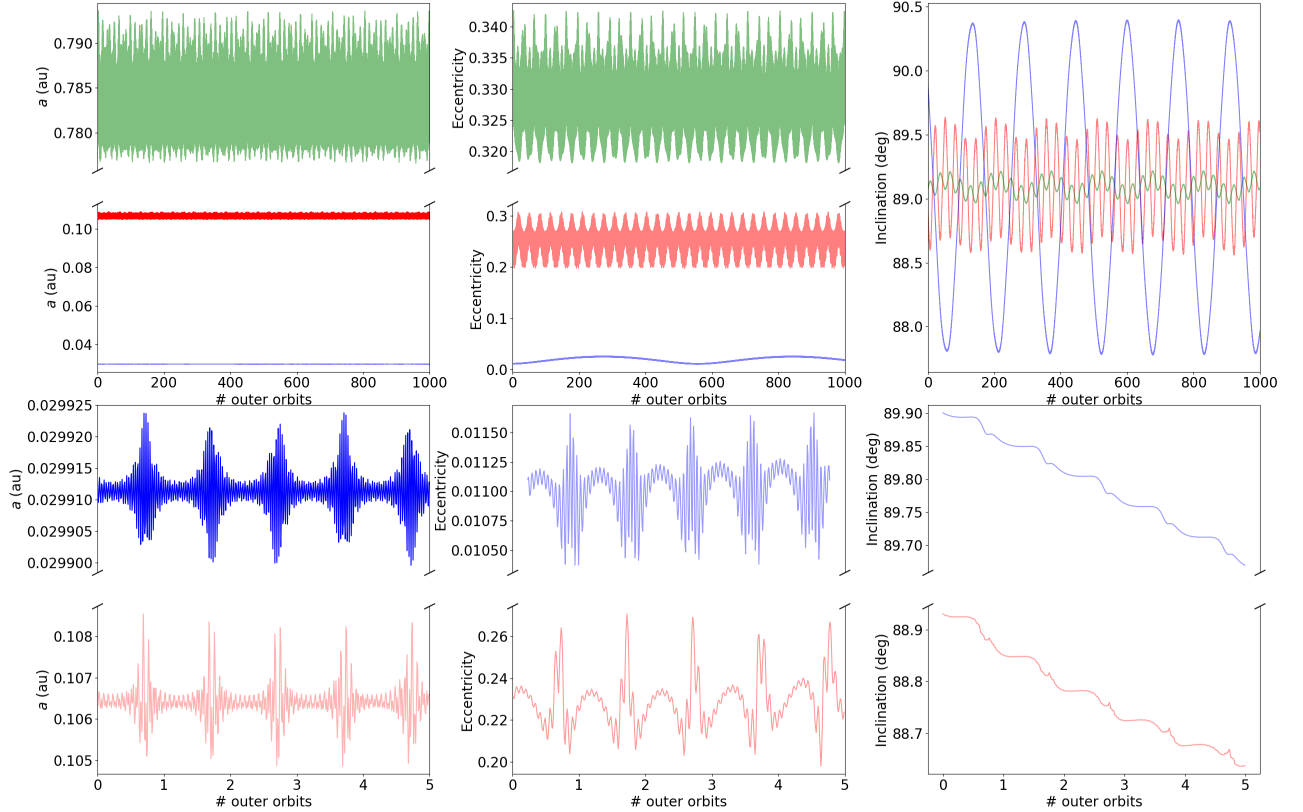 0.790
0.785
0.780
a (au)
0.10
0.08
0.06
0.04
a (au)
0 200 400 600 800 1000
# outer orbits
0.340
0.335
0.330
0.325
0.320
Eccentricity
0.3
0.2
0.1
0.0
Eccentricity
0 200 400 600 800 1000
# outer orbits
90.5
90.0
89.5
89.0
88.5
88.0
Inclination (deg)
0 200 400 600 800 1000
# outer orbits
0.029925
0.029920
0.029915
0.029910
0.029905
0.029900
a (au)
0.108
0.107
0.106
0.105
a (au)
0 1 2 3 4 5
# outer orbits
0.01150
0.01125
0.01100
0.01075
0.01050
Eccentricity
0.26
0.24
0.22
0.20
Eccentricity
0 1 2 3 4 5
# outer orbits
89.90
89.85
89.80
89.75
89.70
Inclination (deg)
88.9
88.8
88.7
Inclination (deg)
0 1 2 3 4 5
# outer orbits